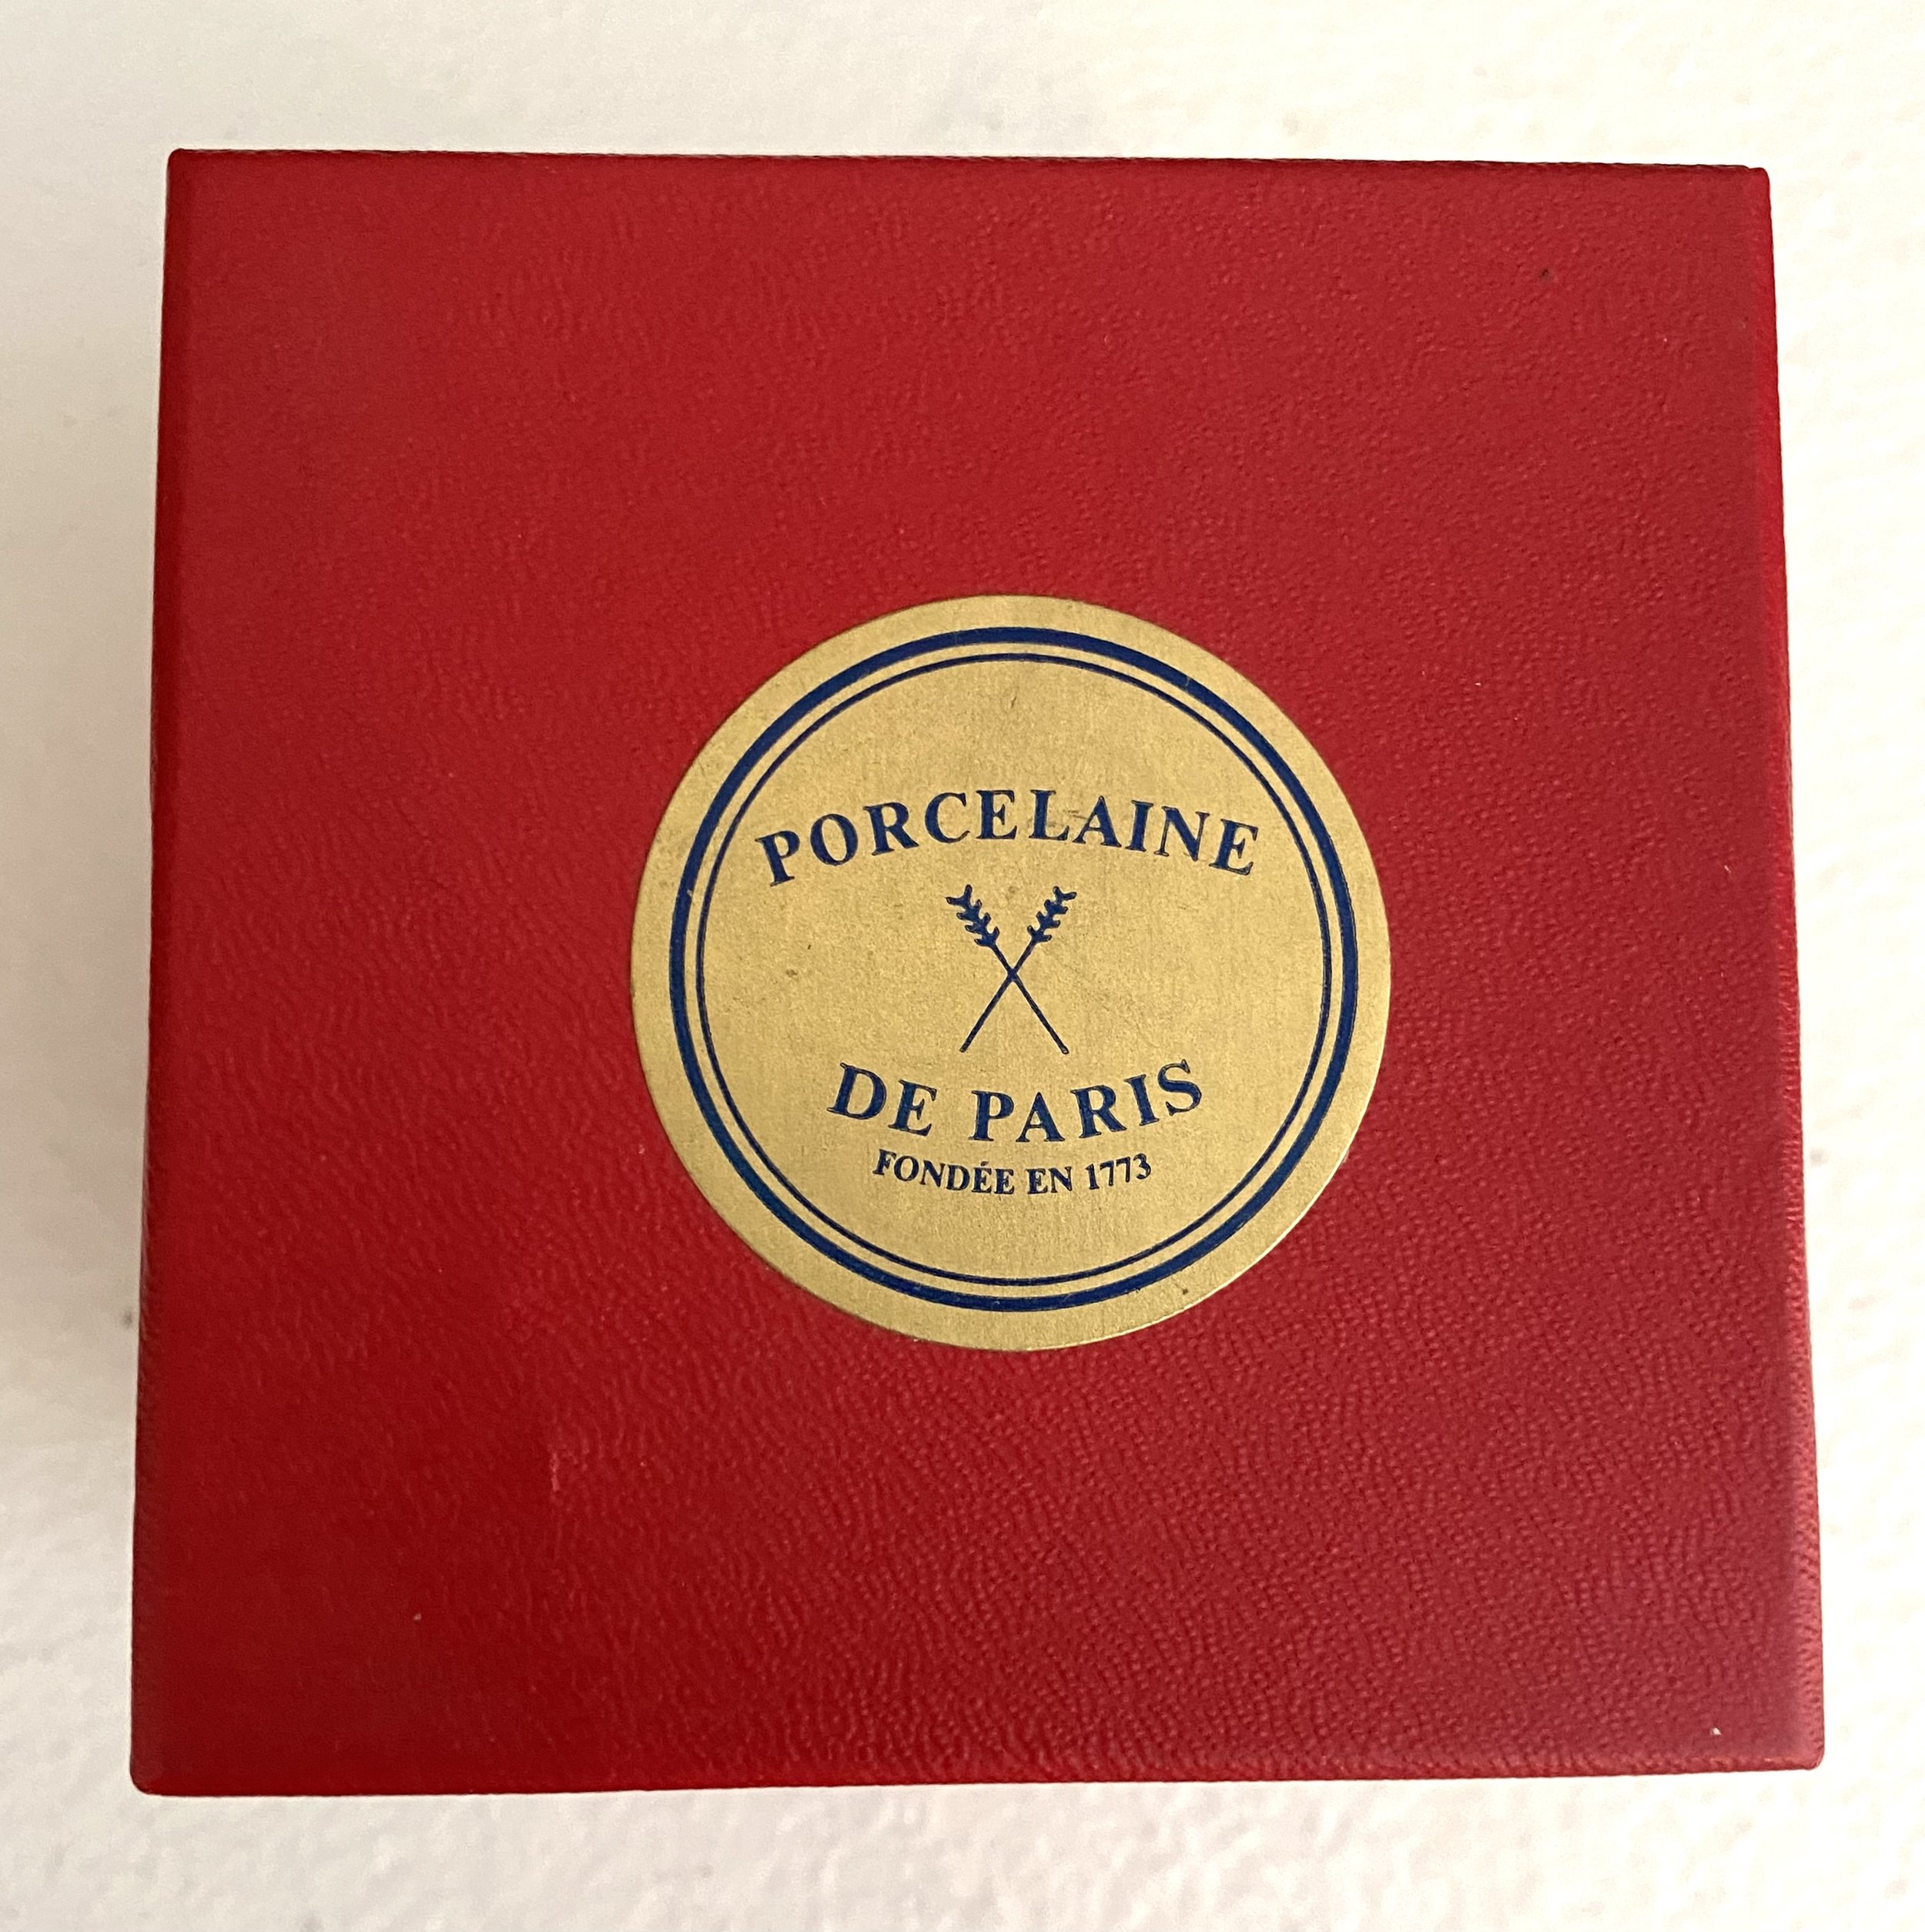 PORCELAINE
DE PARIS
FONDÉE EN 1773